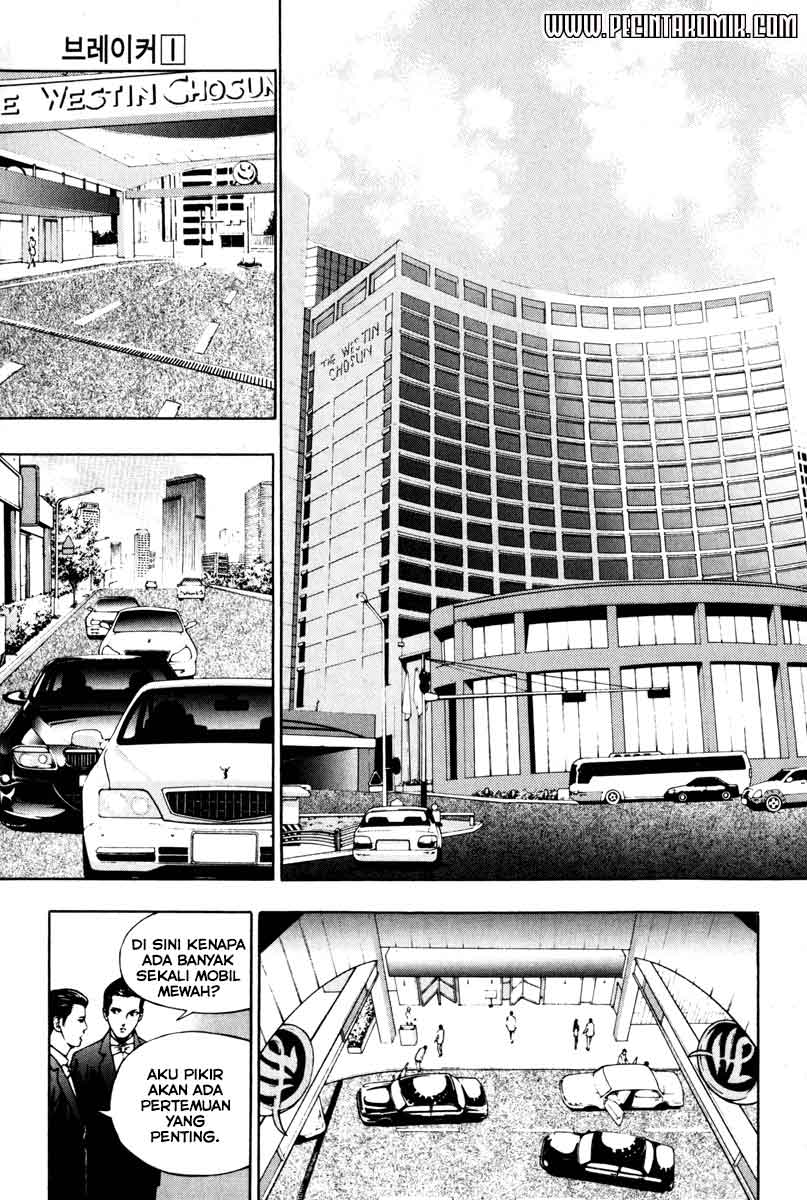 WWW.PECINTAKOMIK.COM
브레이커 1
E WESTIN CHOSUN
THE WESTIN
CHOSUN
DI SINI KENAPA
ADA BANYAK
SEKALI MOBIL
MEWAH?
AKU PIKIR
AKAN ADA
PERTEMUAN
YANG
PENTING.